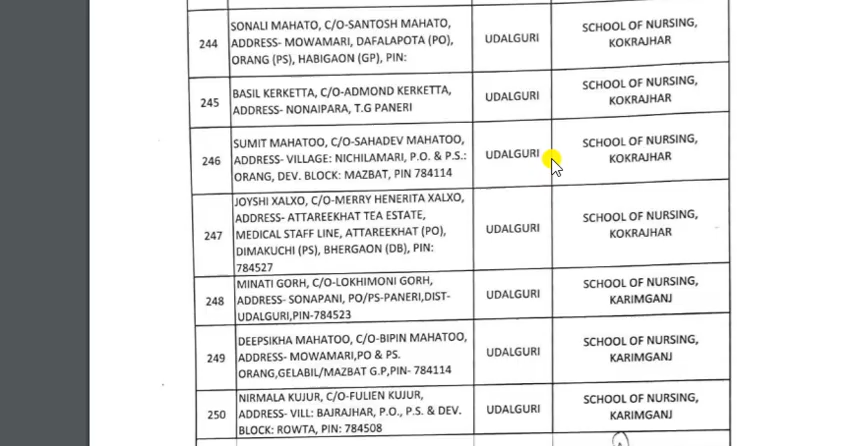 244
SONALI MAHATO, C/O-SANTOSH MAHATO,
ADDRESS- MOWAMARI, DAFALAPOTA (PO),
ORANG (PS), HABIGAON (GP), PIN:
UDALGURI
SCHOOL OF NURSING,
KOKRAJHAR
245
BASIL KERKETTA, C/O-ADMOND KERKETTA,
ADDRESS- NONAIPARA, T.G PANERI
UDALGURI
SCHOOL OF NURSING,
KOKRAJHAR
246
SUMIT MAHATOO, C/O-SAHADEV MAHATOO,
ADDRESS- VILLAGE: NICHILAMARI, P.O. & P.S.:
ORANG, DEV. BLOCK: MAZBAT, PIN 784114
UDALGURI
SCHOOL OF NURSING,
KOKRAJHAR
247
JOYSHI XALXO, C/O-MERRY HENERITA XALXO,
ADDRESS- ATTAREEKHAT TEA ESTATE,
MEDICAL STAFF LINE, ATTAREEKHAT (PO),
DIMAKUCHI (PS), BHERGAON (DB), PIN:
784527
UDALGURI
SCHOOL OF NURSING,
KOKRAJHAR
248
MINATI GORH, C/O-LOKHIMONI GORH,
ADDRESS- SONAPANI, PO/PS-PANERI,DIST-
UDALGURI,PIN-784523
UDALGURI
SCHOOL OF NURSING,
KARIMGANJ
249
DEEPSIKHA MAHATOO, C/O-BIPIN MAHATOO,
ADDRESS- MOWAMARI,PO & PS.
ORANG,GELABIL/MAZBAT G.P,PIN- 784114
UDALGURI
SCHOOL OF NURSING,
KARIMGANJ
250
NIRMALA KUJUR, C/O-FULIEN KUJUR,
ADDRESS- VILL: BAJRAJHAR, P.O., P.S. & DEV.
BLOCK: ROWTA, PIN: 784508
UDALGURI
SCHOOL OF NURSING,
KARIMGANJ